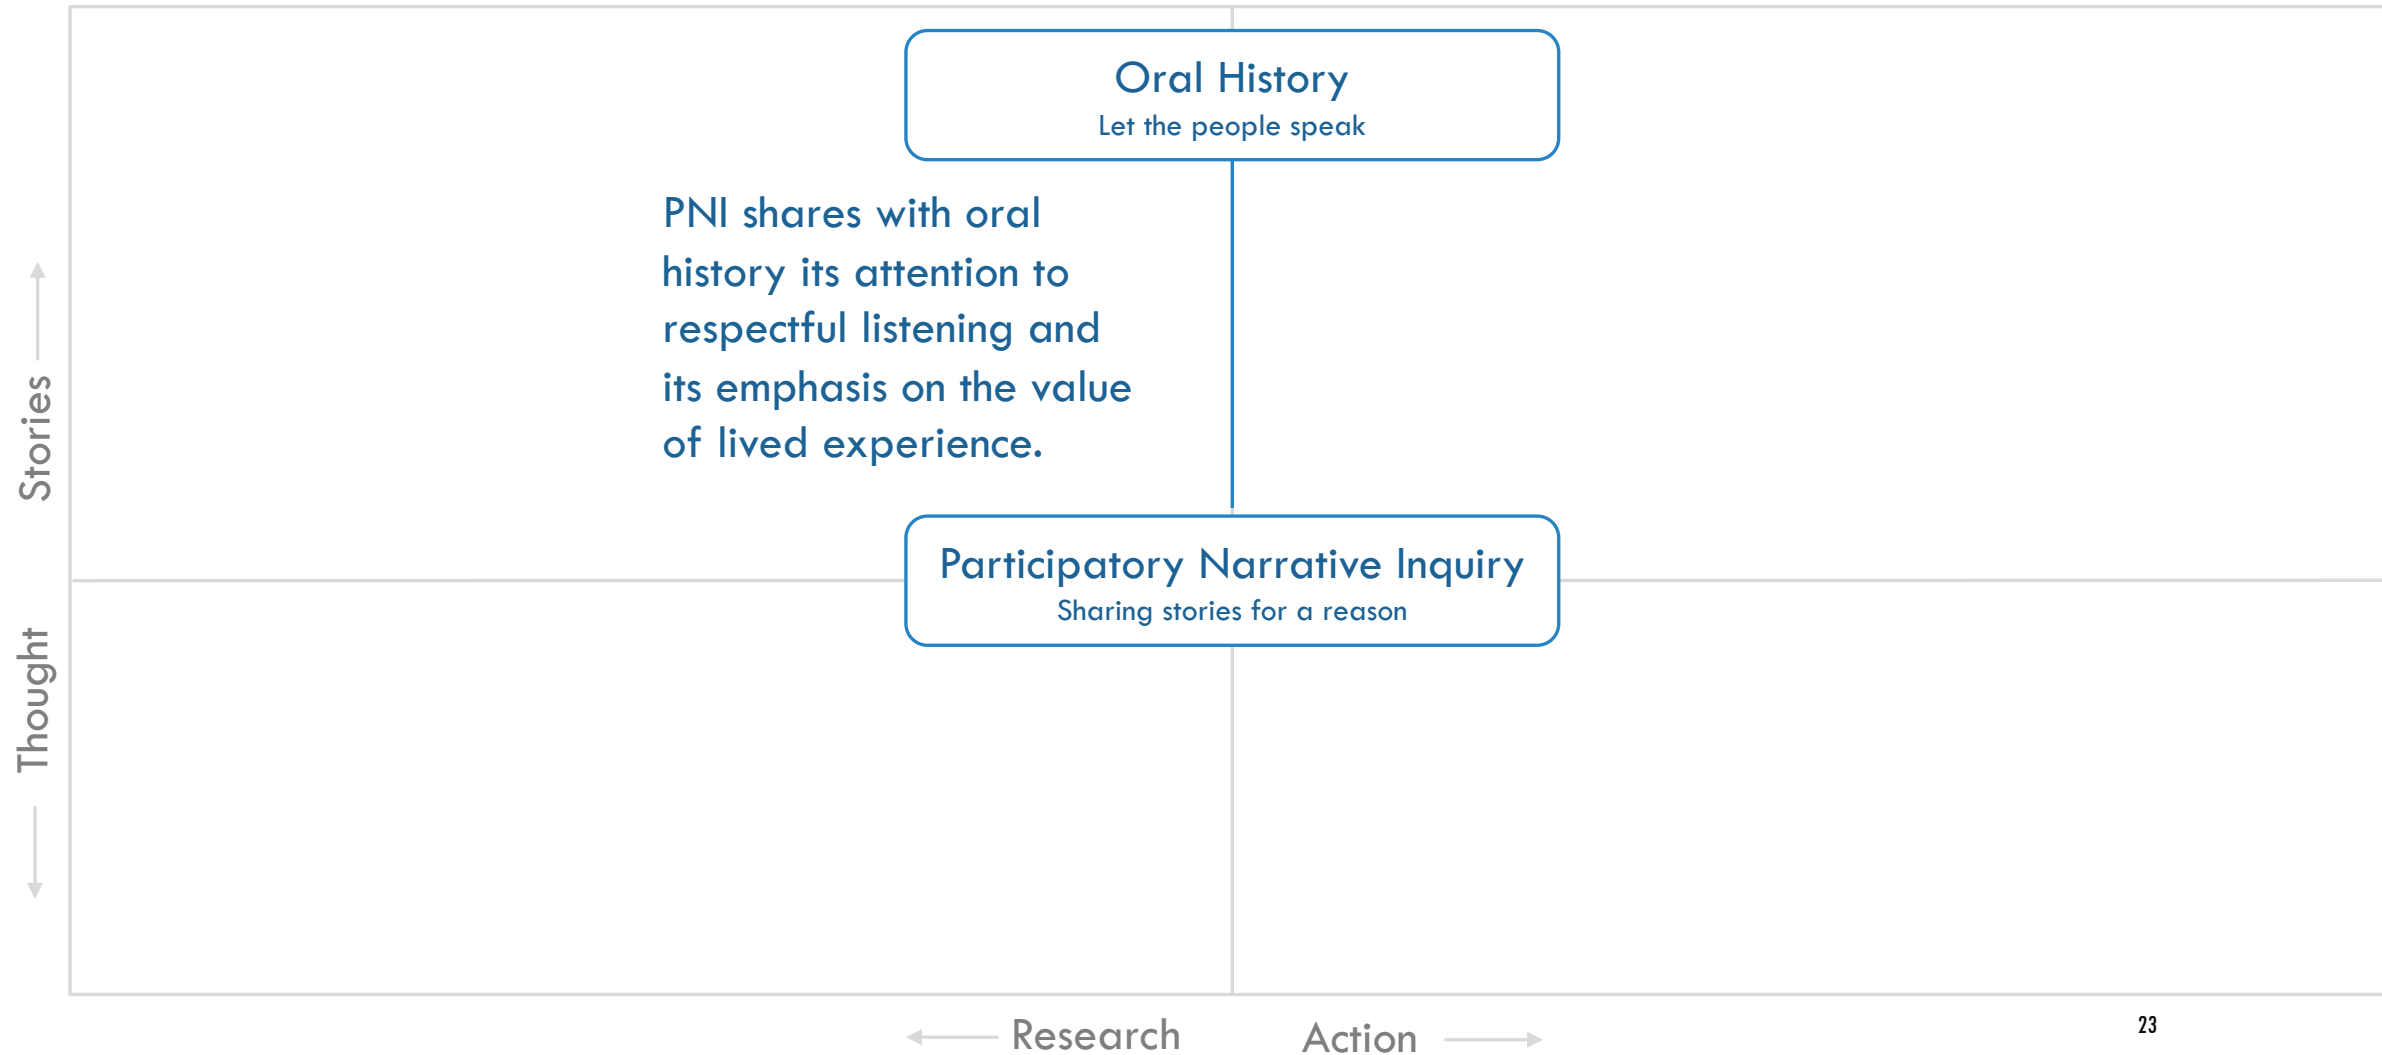 Oral History
Let the people speak
PNI shares with oral
history its attention to
respectful listening and
its emphasis on the value
of lived experience.
Stories
Participatory Narrative Inquiry
Sharing stories for a reason
Thought
Research
Action
23